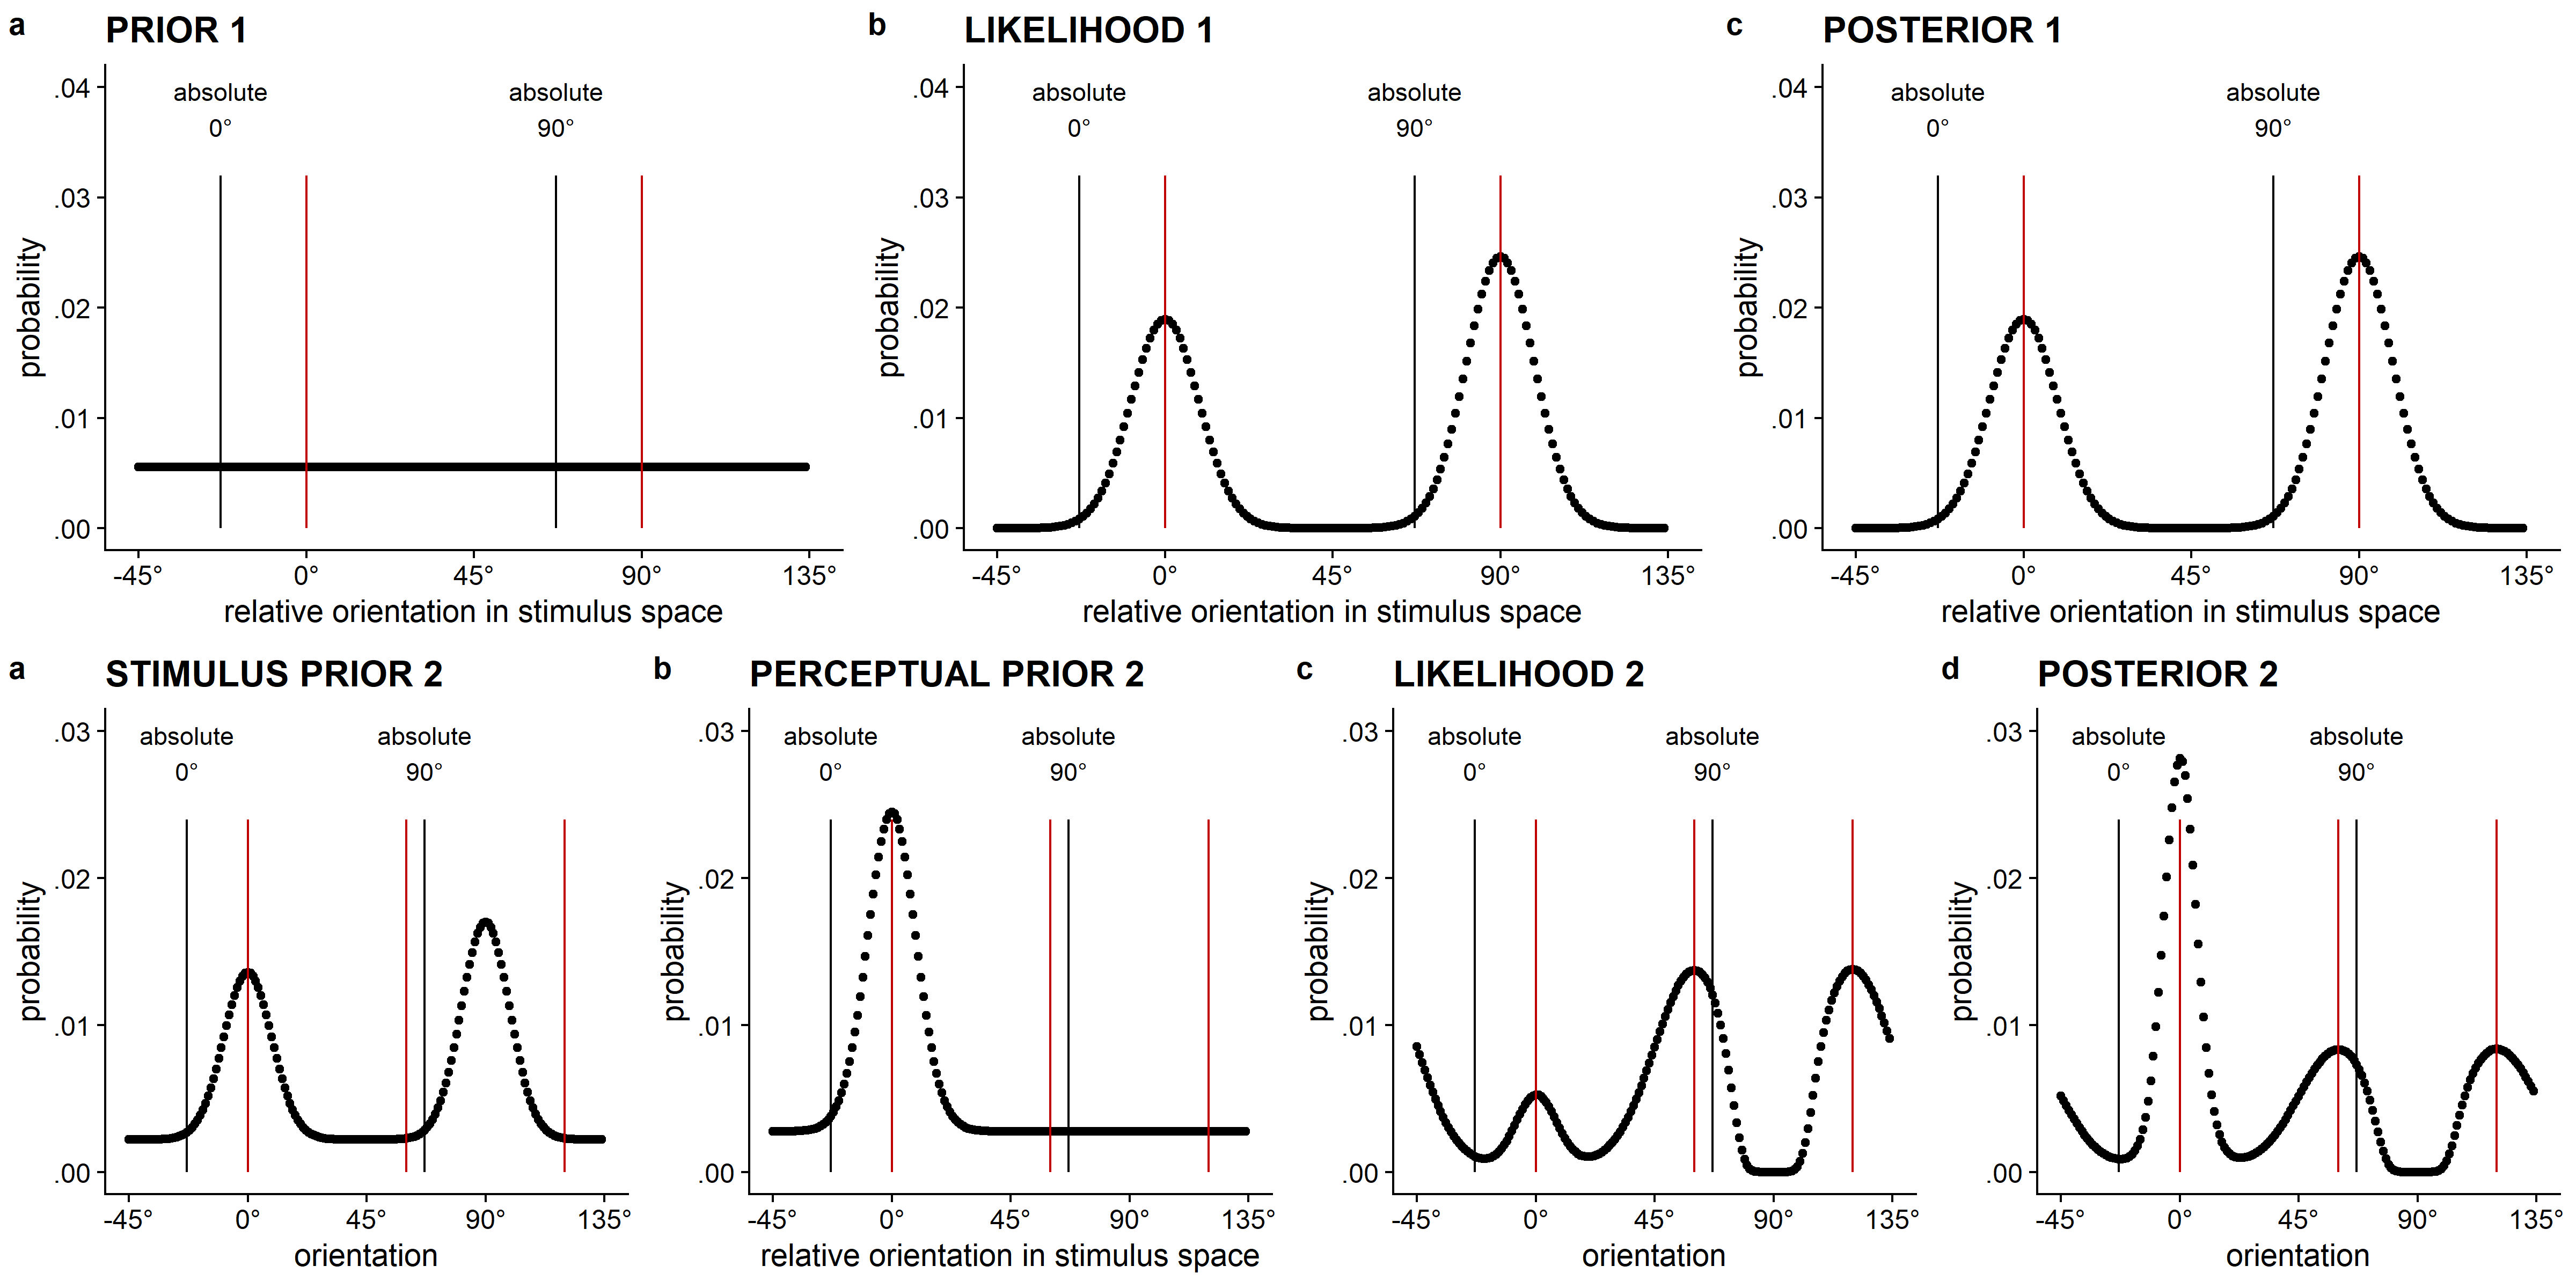 a PRIOR 1
.04
.03
.02
.01
.00
probability
absolute
0°
absolute
90°
-45° 0° 45° 90° 135°
relative orientation in stimulus space
b LIKELIHOOD 1
.04
.03
.02
.01
.00
probability
absolute
0°
absolute
90°
-45° 0° 45° 90° 135°
relative orientation in stimulus space
c POSTERIOR 1
.04
.03
.02
.01
.00
probability
absolute
0°
absolute
90°
-45° 0° 45° 90° 135°
relative orientation in stimulus space
a STIMULUS PRIOR 2
.03
.02
.01
.00
probability
absolute
0°
absolute
90°
-45° 0° 45° 90° 135°
orientation
b PERCEPTUAL PRIOR 2
.03
.02
.01
.00
probability
absolute
0°
absolute
90°
-45° 0° 45° 90° 135°
relative orientation in stimulus space
c LIKELIHOOD 2
.03
.02
.01
.00
probability
absolute
0°
absolute
90°
-45° 0° 45° 90° 135°
orientation
d POSTERIOR 2
.03
.02
.01
.00
probability
absolute
0°
absolute
90°
-45° 0° 45° 90° 135°
orientation